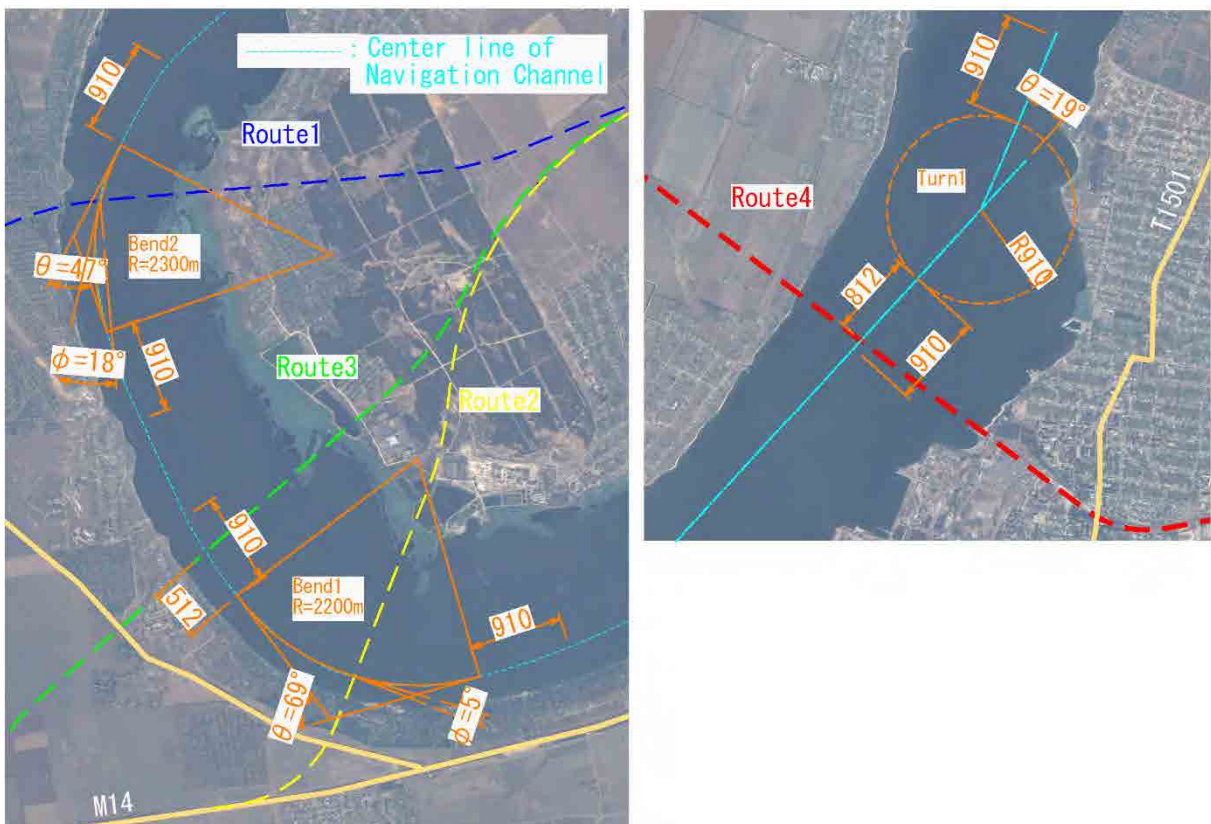 : Center line of
Navigation Channel
910
Route1
Bend2
R=2300m
θ=47°
910
φ=18°
Route3
Route2
910
Bend1
R=2200m
512
910
θ=69°
φ=5°
M14
910
θ=19°
Turn1
T1501
Route4
R910
812
910